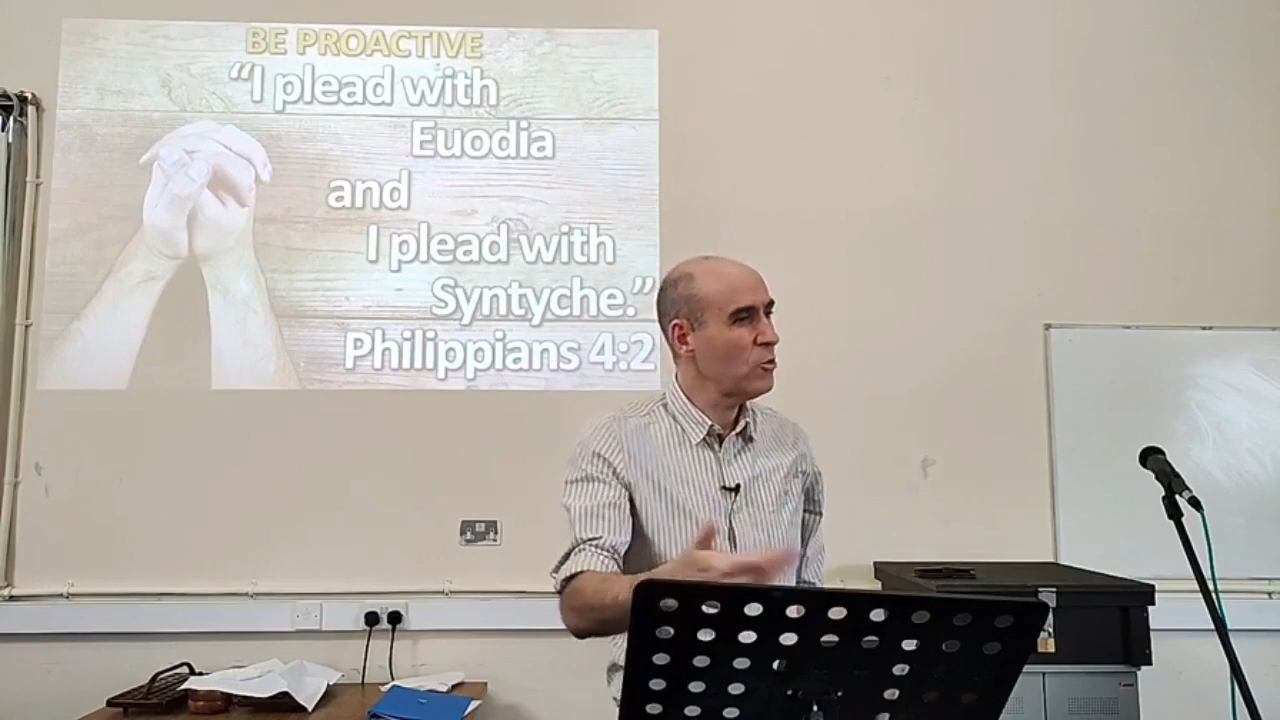 BE PROACTIVE
“I plead with
Euodia
and
I plead with
Syntyche.”
Philippians 4:2